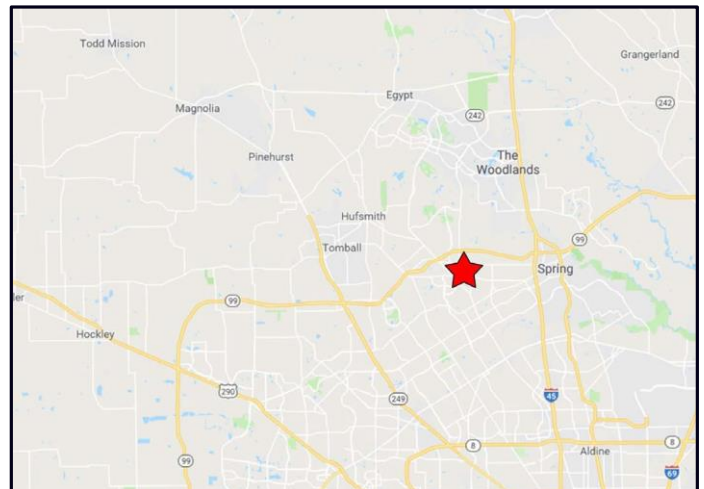 Todd Mission
Grangerland
Egypt
242
Magnolia
242
The
Woodlands
Pinehurst
Hufsmith
Tomball
99
Spring
ler
99
Hockley
290
249
45
8
8
Aldine
99
69